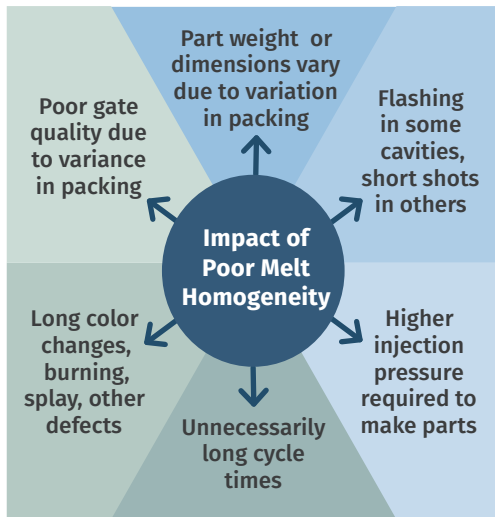 Part weight or
dimensions vary
due to variation
in packing
Flashing
in some
cavities,
short shots
in others
Higher
injection
pressure
required to
make parts
Unnecessarily
long cycle
times
Long color
changes,
burning,
splay, other
defects
Poor gate
quality due
to variance
in packing
Impact of
Poor Melt
Homogeneity